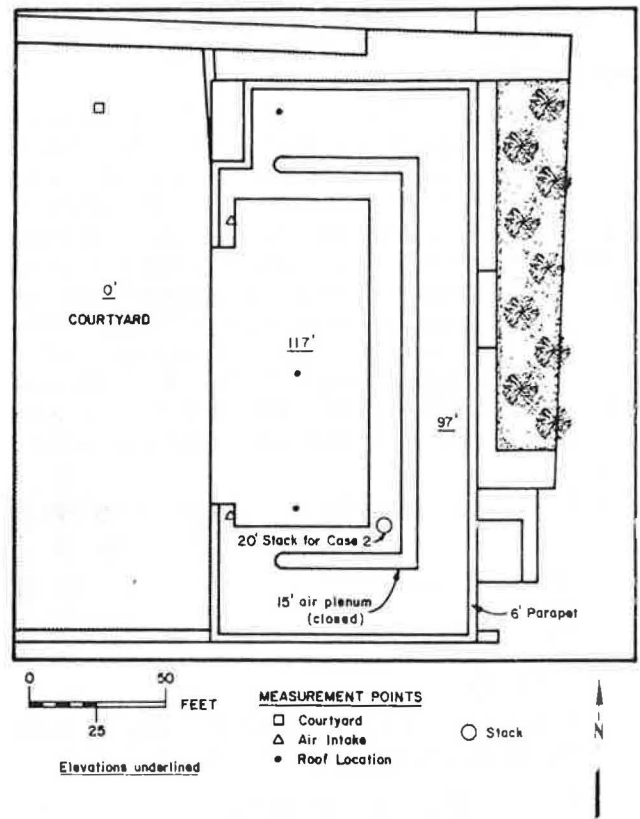 0'
COURTYARD
117'
97'
20' Stack for Case 2
15' air plenum
(closed)
6' Parapet
0 50
FEET
25
Elevations underlined
MEASUREMENT POINTS
Courtyard
Air Intake
Roof Location
Stack
N